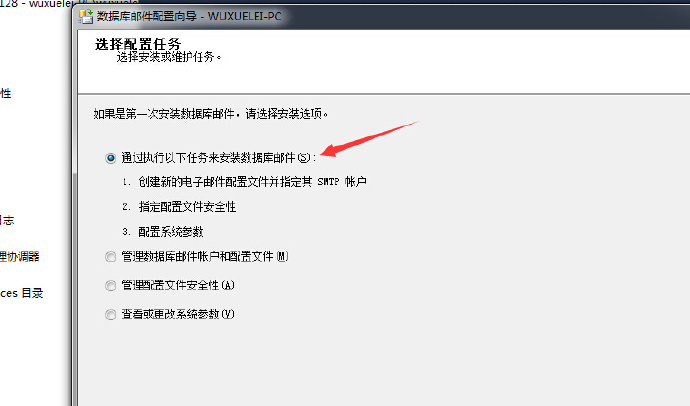 数据库邮件配置向导 - WUXUELEI-PC
选择配置任务
选择安装或维护任务。
性
如果是第一次安装数据库邮件，请选择安装选项。
通过执行以下任务来安装数据库邮件(S):
1. 创建新的电子邮件配置文件并指定其 SMTP 帐户
2. 指定配置文件安全性
日志
3. 配置系统参数
理协调器
管理数据库邮件帐户和配置文件(M)
管理配置文件安全性(A)
ces 目录
查看或更改系统参数(V)